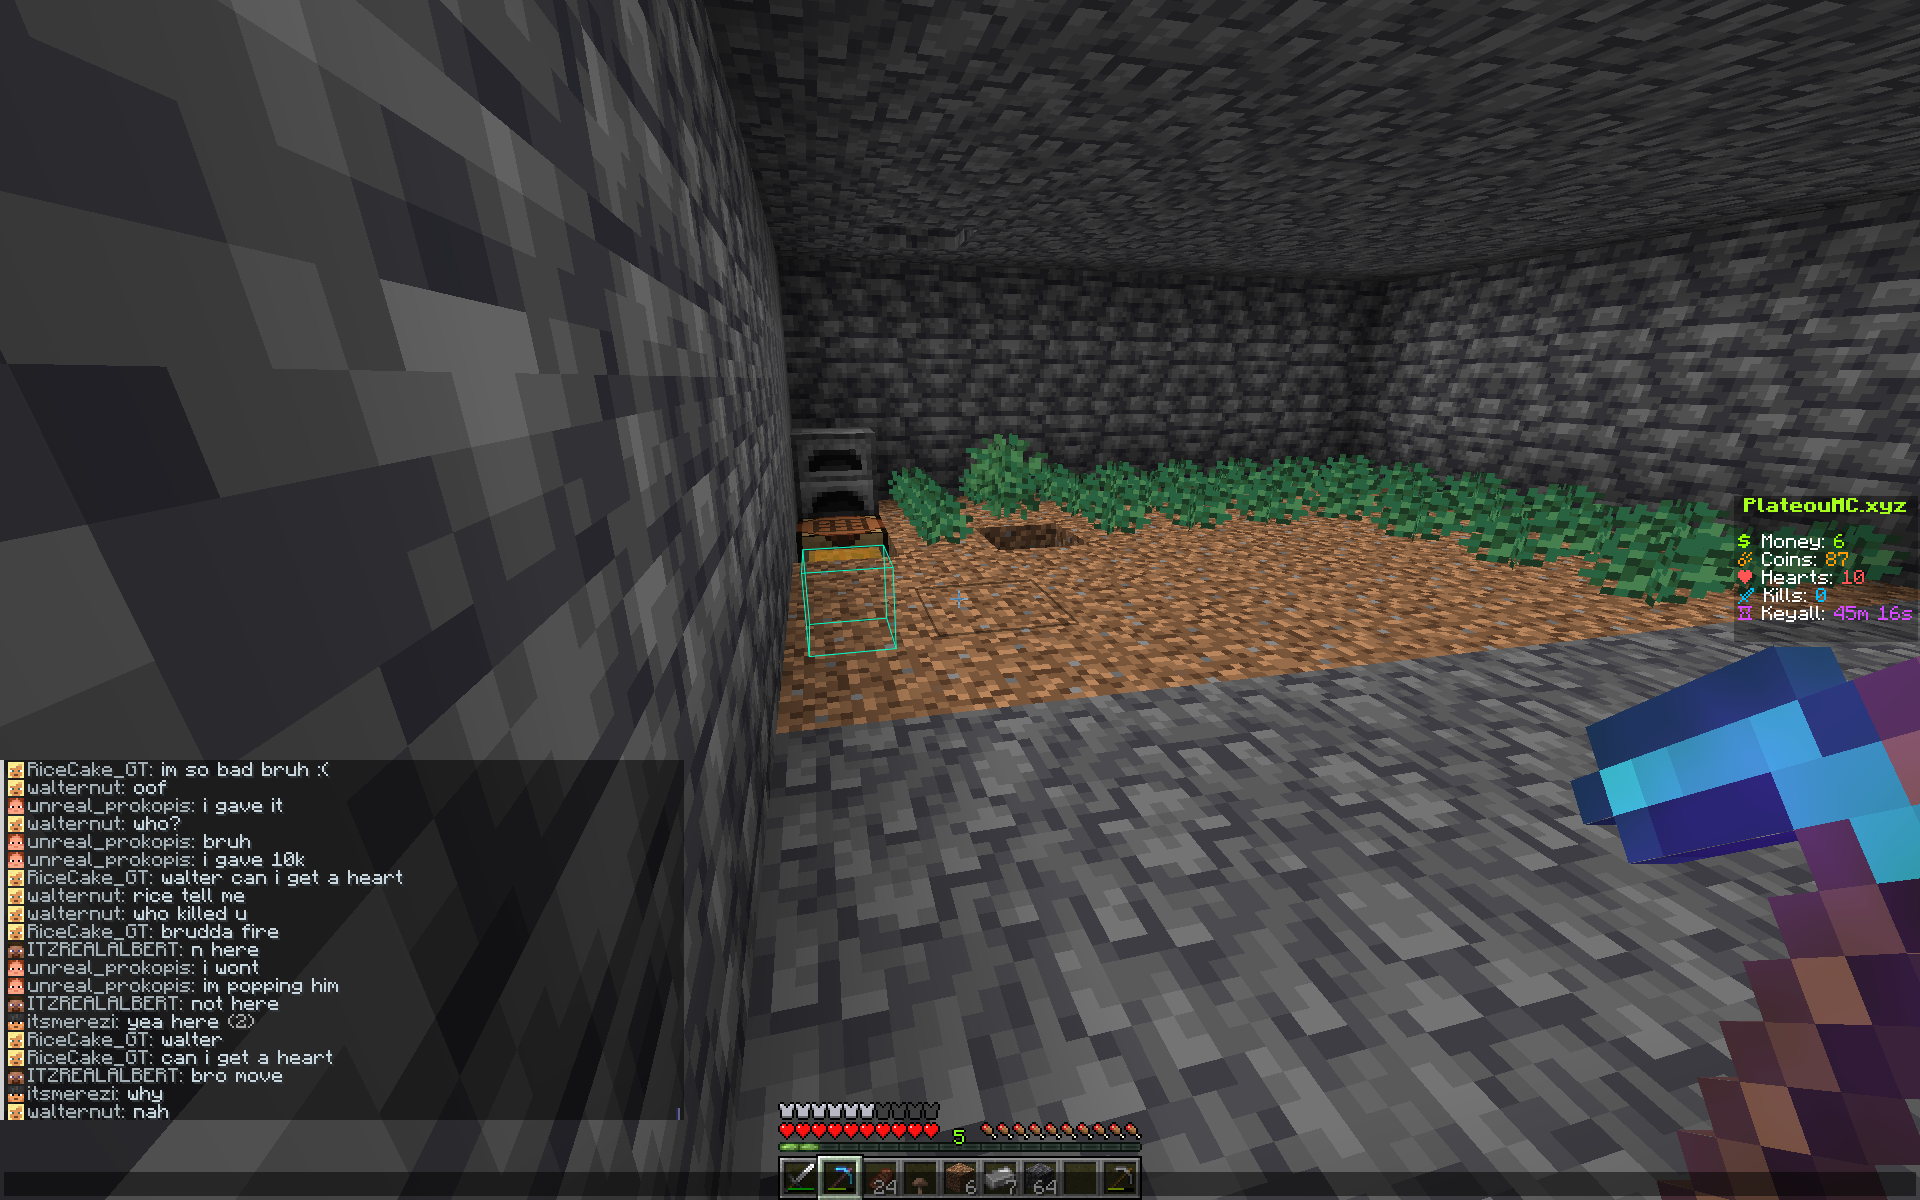 PlateouMC.xyz
$ Money: 6
Coins: 87
Hearts: 10
Kills: 0
Keyall: 45m 16s
RiceCake_GT: im so bad bruh :(
walternut: oof
unreal_prokopis: i gave it
walternut: who?
unreal_prokopis: bruh
unreal_prokopis: i gave 10k
RiceCake_GT: walter can i get a heart
walternut: rice tell me
walternut: who killed u
RiceCake_GT: brudda fire
ITZREALALBERT: n here
unreal_prokopis: i wont
unreal_prokopis: im popping him
ITZREALALBERT: not here
itsmerezi: yea here (2)
RiceCake_GT: walter
RiceCake_GT: can i get a heart
ITZREALALBERT: bro move
itsmerezi: why
walternut: nah
5
24 6 7 64